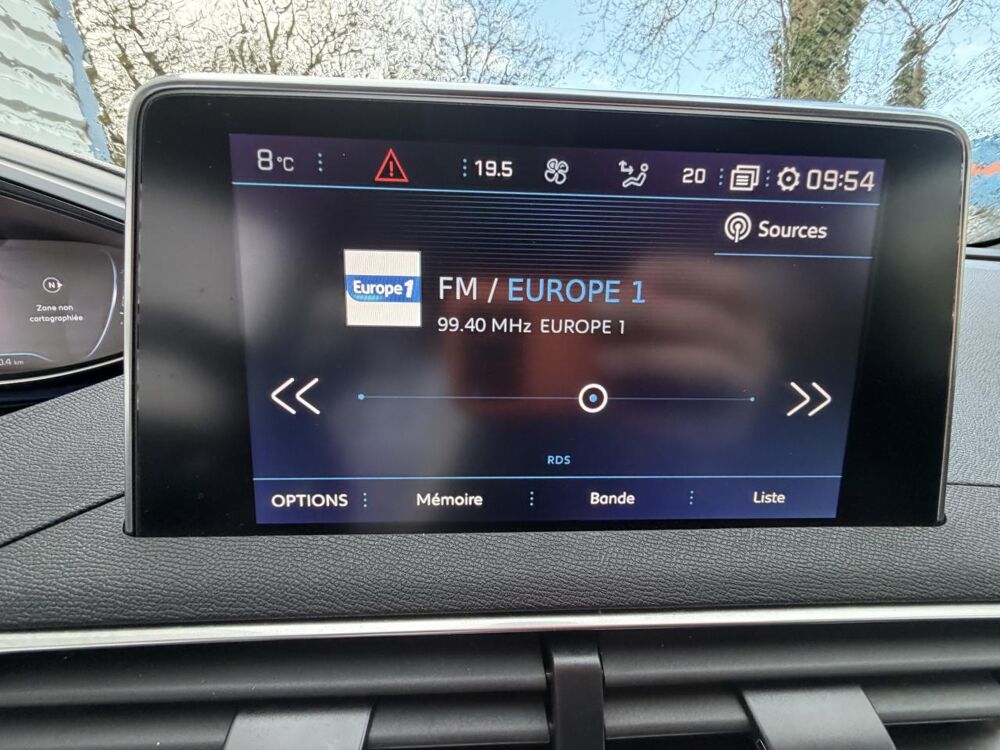 8°C 19.5 20 09:54
Sources
Europe 1
FM / EUROPE 1
99.40 MHz EUROPE 1
RDS
OPTIONS Mémoire Bande Liste
N
Zone non
cartographiée
km